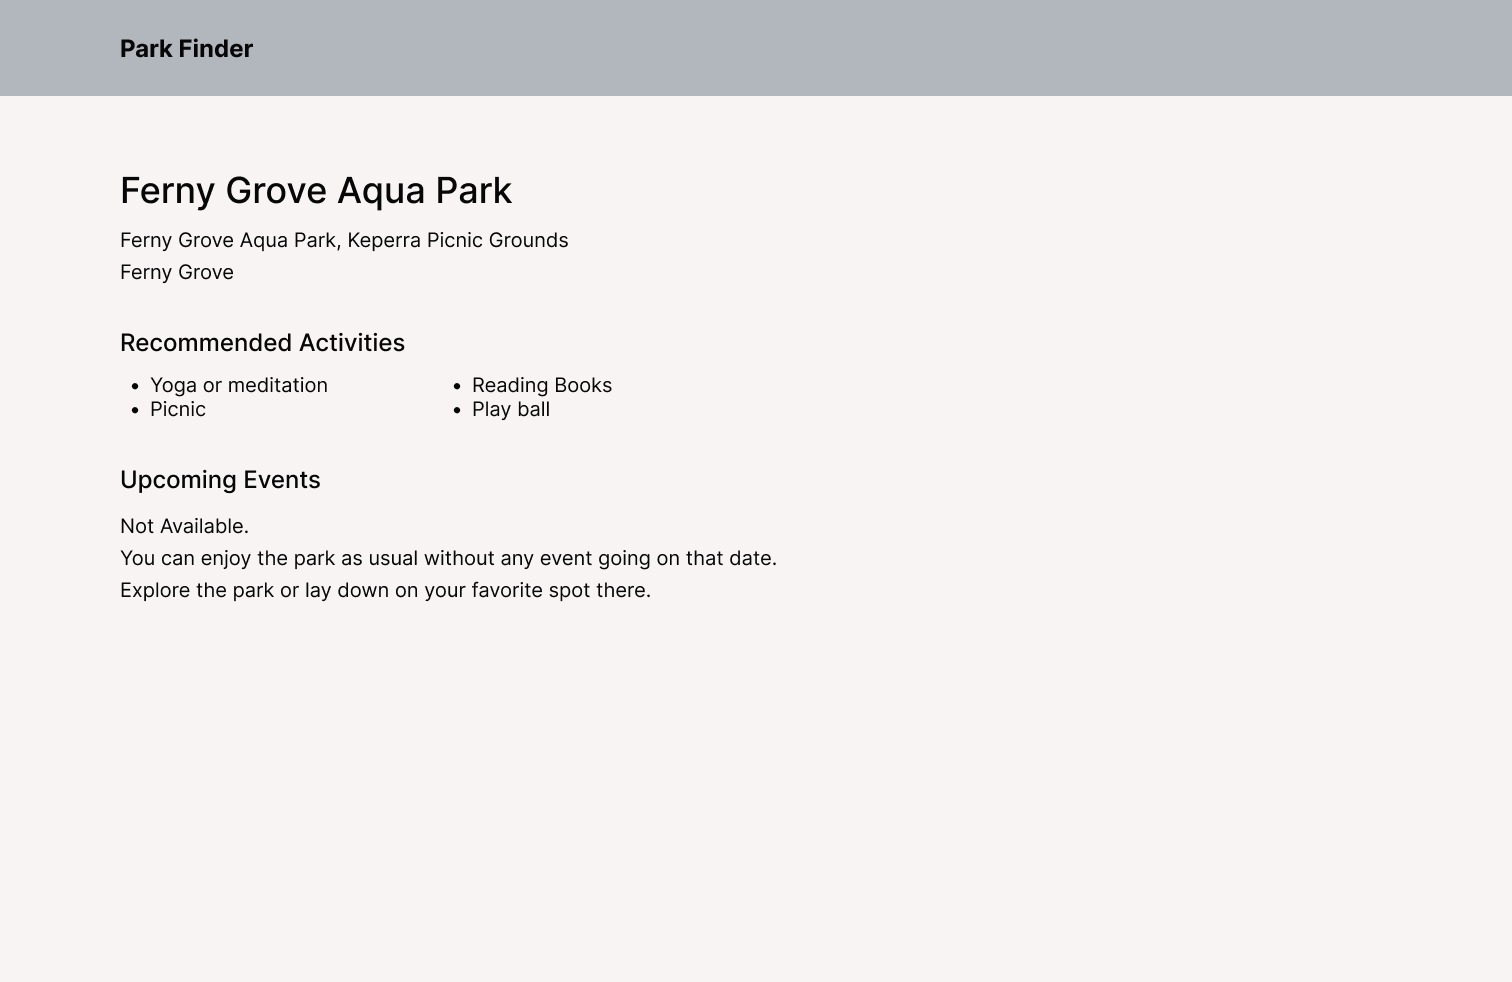 Park Finder
Ferny Grove Aqua Park
Ferny Grove Aqua Park, Keperra Picnic Grounds
Ferny Grove
Recommended Activities
• Yoga or meditation
• Picnic
• Reading Books
• Play ball
Upcoming Events
Not Available.
You can enjoy the park as usual without any event going on that date.
Explore the park or lay down on your favorite spot there.